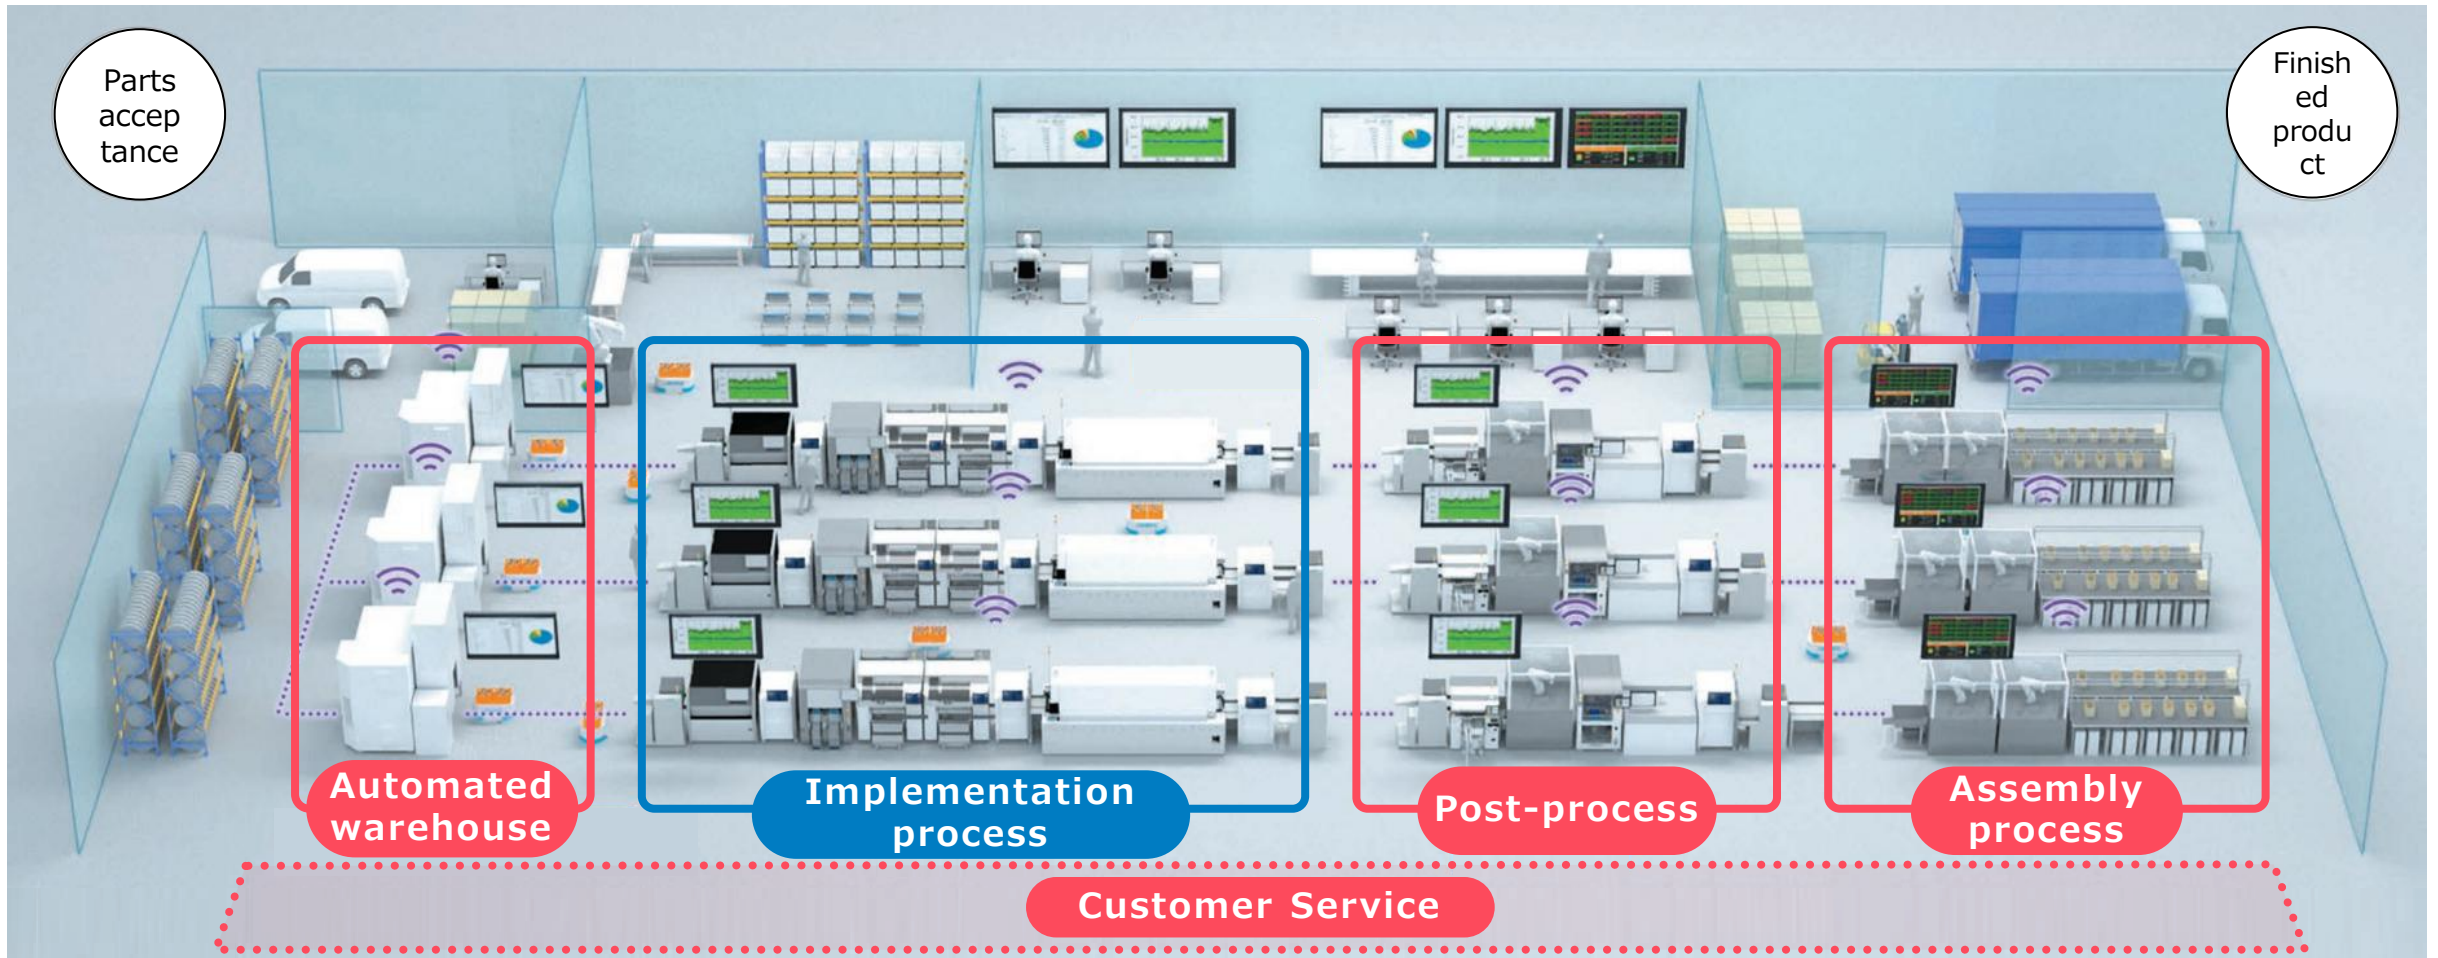 Parts
accep
tance
Finish
ed
produ
ct
Automated
warehouse
Implementation
process
Post-process
Assembly
process
Customer Service